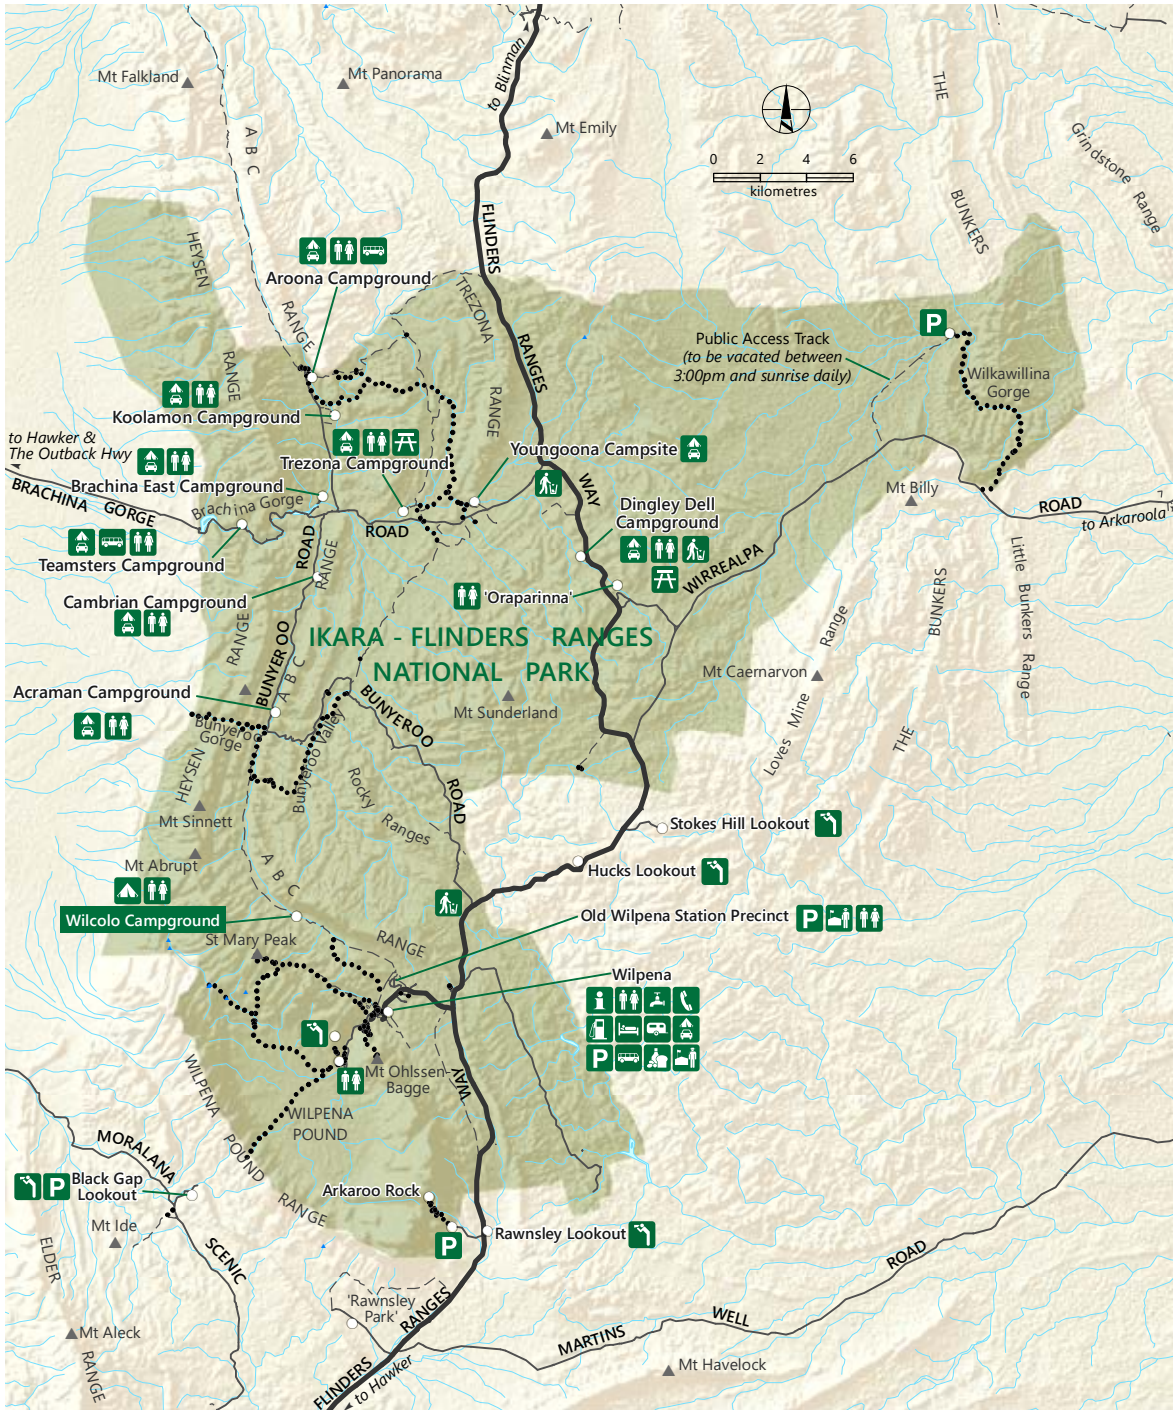 to Blinman
Mt Falkland
Mt Panorama
Mt Emily
A B C
THE
Grindstone Range
0 2 4 6
kilometres
BUNKERS
FLINDERS
HEYSEN
Aroona Campground
RANGE
TREZONA
RANGES
P
Public Access Track
(to be vacated between
3:00pm and sunrise daily)
Wilkawillina
Gorge
RANGE
RANGE
Koolamon Campground
to Hawker &
The Outback Hwy
Trezona Campground
Youngoona Campsite
Brachina East Campground
BRACHINA GORGE
Brachina Gorge
ROAD
WAY
Dingley Dell
Campground
Mt Billy
ROAD
to Arkaroola
Teamsters Campground
ROAD
RANGE
WIRREALPA
Little Bunkers Range
BUNKERS
Cambrian Campground
'Oraparinna'
RANGE
BUNYEROO
IKARA - FLINDERS RANGES
NATIONAL PARK
Loves Mine Range
Mt Caernarvon
Acraman Campground
A B C
BUNYEROO
Mt Sunderland
Bunyeroo
Gorge
Bunyeroo Valley
THE
HEYSEN
Rocky Ranges
ROAD
Mt Sinnett
Stokes Hill Lookout
Mt Abrupt
A B C
Hucks Lookout
Wilcolo Campground
Old Wilpena Station Precinct
P
St Mary Peak
RANGE
Wilpena
i
P
Mt Ohlssen-
Bagge
WAY
WILPENA
POUND
WILPENA POUND RANGE
MORALANA
P
Black Gap
Lookout
Arkaroo Rock
Mt Ide
P
Rawnsley Lookout
ELDER
SCENIC
ROAD
'Rawnsley
Park'
RANGES
WELL
MARTINS
Mt Aleck
RANGE
FLINDERS
to Hawker
Mt Havelock